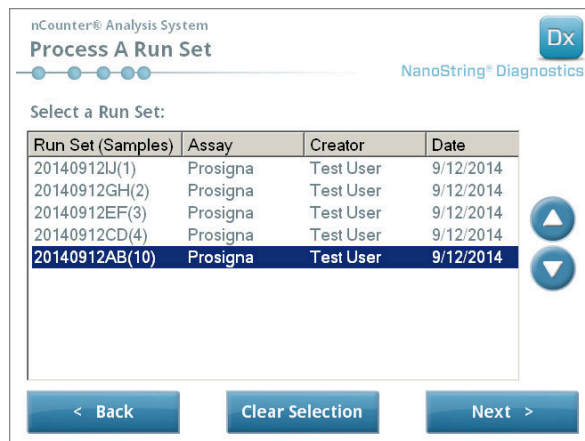 nCounter® Analysis System
Process A Run Set
Dx
NanoString® Diagnostics
Select a Run Set:
Run Set (Samples) Assay Creator Date
20140912IJ(1) Prosigna Test User 9/12/2014
20140912GH(2) Prosigna Test User 9/12/2014
20140912EF(3) Prosigna Test User 9/12/2014
20140912CD(4) Prosigna Test User 9/12/2014
20140912AB(10) Prosigna Test User 9/12/2014
< Back Clear Selection Next >